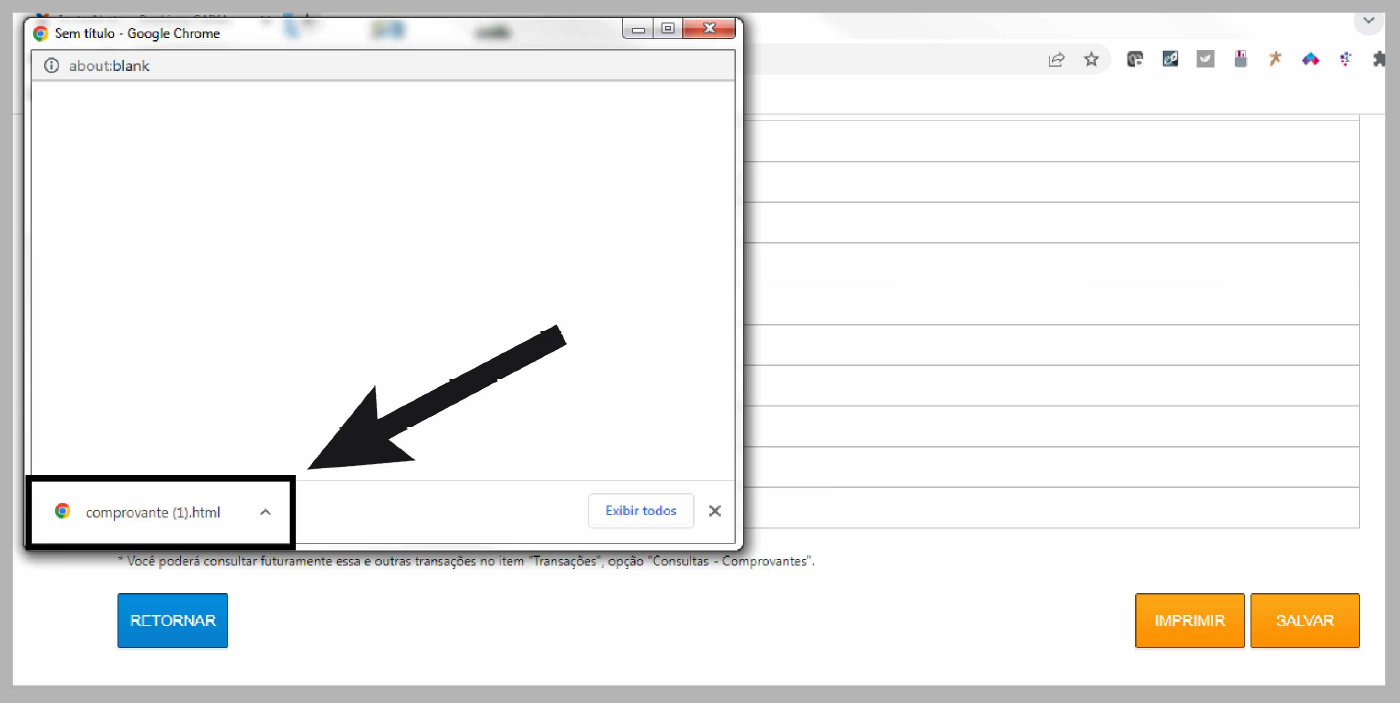 Sem título - Google Chrome
about:blank
comprovante (1).html
Exibir todos
* Você poderá consultar futuramente essa e outras transações no item "Transações", opção "Consultas - Comprovantes".
RETORNAR
IMPRIMIR
SALVAR